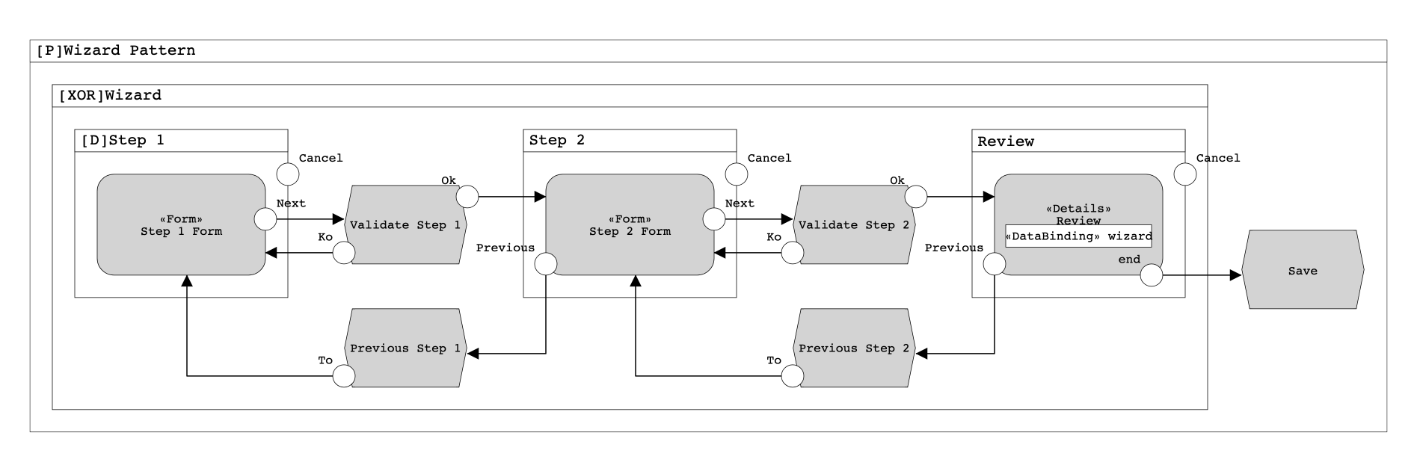 [P]Wizard Pattern
[XOR]Wizard
[D]Step 1
Cancel
«Form»
Step 1 Form
Next
Ko
Ok
Validate Step 1
To
Previous Step 1
Step 2
Cancel
«Form»
Step 2 Form
Next
Previous
Ko
Ok
Validate Step 2
To
Previous Step 2
Review
Cancel
«Details»
Review
«DataBinding» wizard
Previous
end
Save